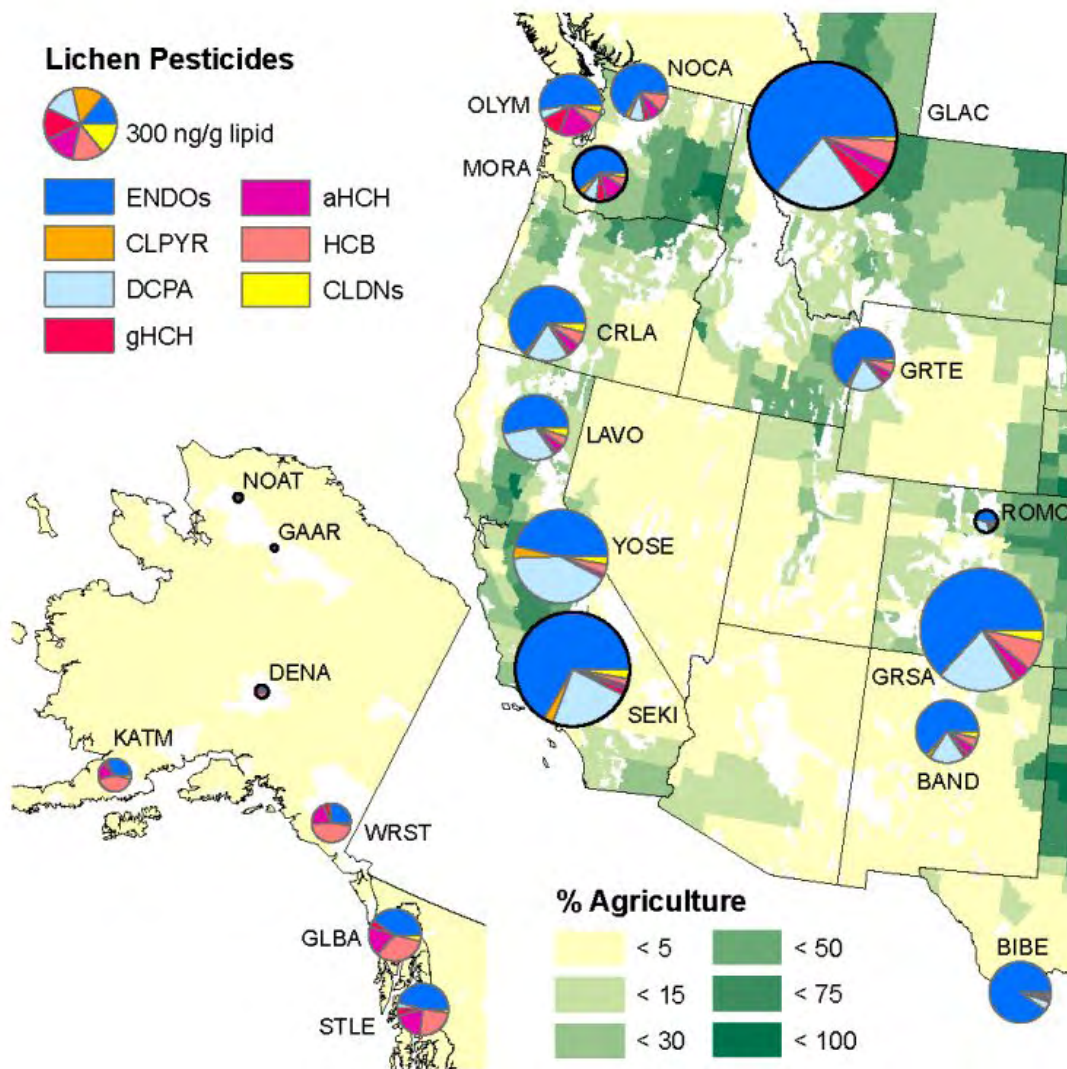 Lichen Pesticides
300 ng/g lipid
ENDOs
aHCH
CLPYR
HCB
DCPA
CLDNs
gHCH
NOCA
OLYM
GLAC
MORA
CRLA
GRTE
LAVO
NOAT
GAAR
ROMO
YOSE
DENA
GRSA
SEKI
KATM
BAND
WRST
% Agriculture
GLBA
< 5
< 50
BIBE
< 15
< 75
STLE
< 30
< 100